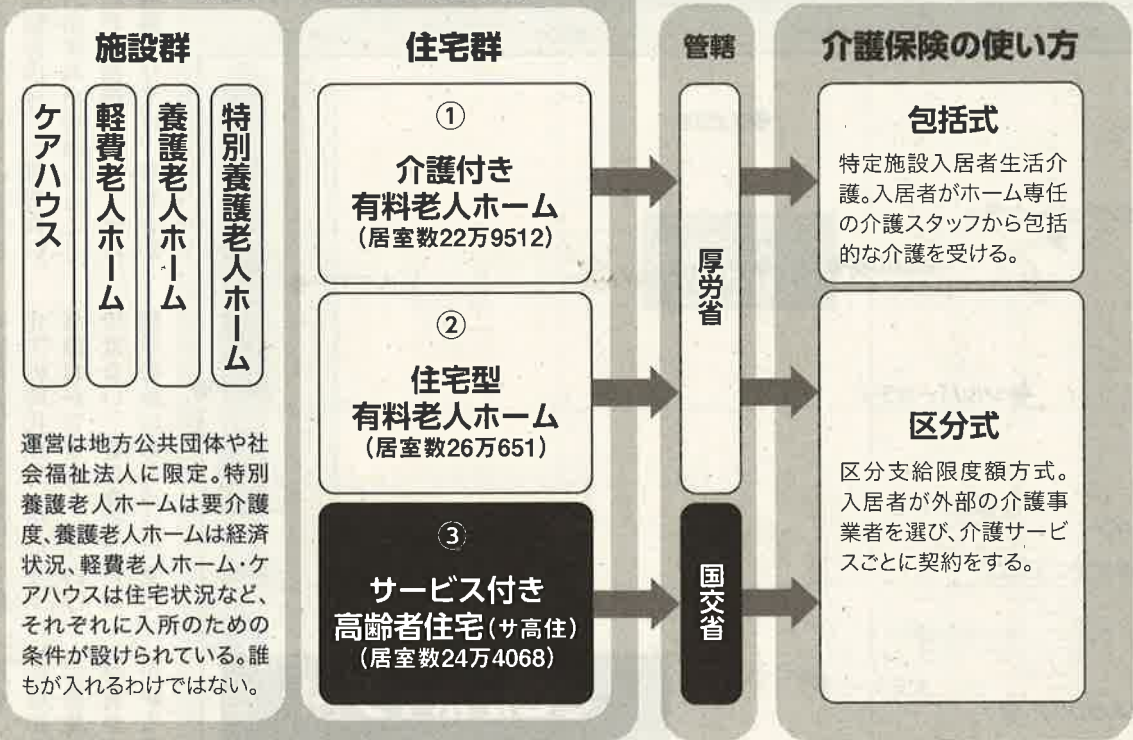 施設群
ケアハウス
軽費老人ホーム
養護老人ホーム
特別養護老人ホーム
運営は地方公共団体や社
会福祉法人に限定。特別
養護老人ホームは要介護
度、養護老人ホームは経済
状況、軽費老人ホーム・ケ
アハウスは住宅状況など、
それぞれに入所のための
条件が設けられている。誰
もが入れるわけではない。
住宅群
①
介護付き
有料老人ホーム
(居室数22万9512)
②
住宅型
有料老人ホーム
(居室数26万651)
③
サービス付き
高齢者住宅(サ高住)
(居室数24万4068)
管轄
厚労省
国交省
介護保険の使い方
包括式
特定施設入居者生活介
護。入居者がホーム専任
の介護スタッフから包括
的な介護を受ける。
区分式
区分支給限度額方式。
入居者が外部の介護事
業者を選び、介護サービ
スごとに契約をする。